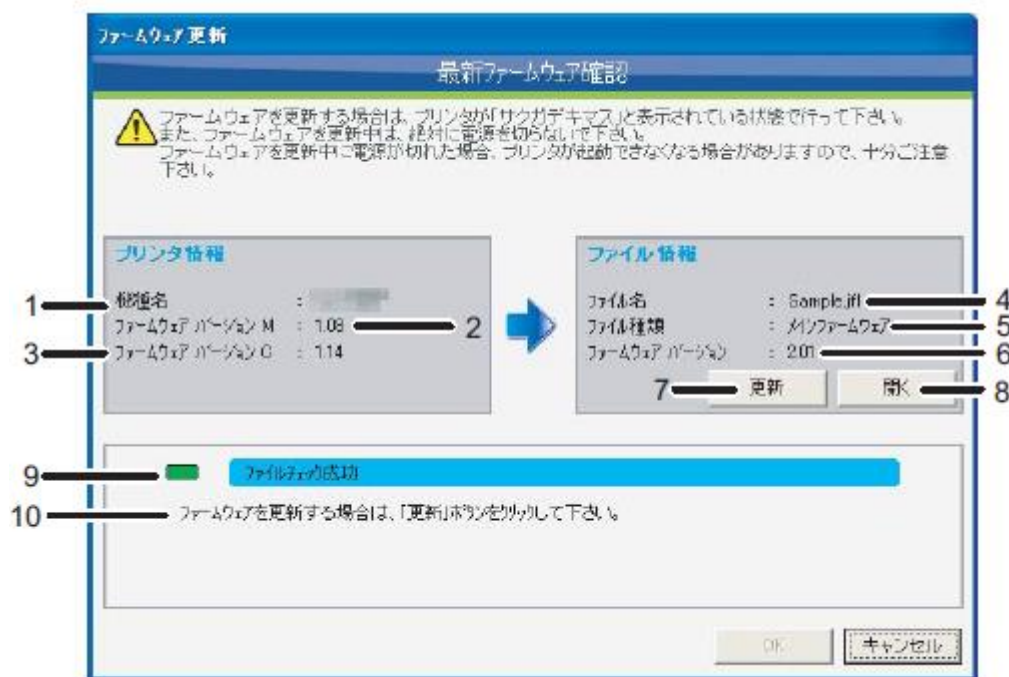 ファームウェア更新
最新ファームウェア確認
ファームウェアを更新する場合は、プリンタが「サクガデキマス」と表示されている状態で行って下さい。
また、ファームウェアを更新中は、絶対に電源を切らないで下さい。
ファームウェアを更新中に電源が切れた場合、プリンタが起動できなくなる場合がありますので、十分ご注意
下さい。
プリンタ情報
機種名 :
ファームウェア バージョン M : 1.08
ファームウェア バージョン C : 1.14
ファイル情報
ファイル名 : Sample.jfl
ファイル種類 : メインファームウェア
ファームウェア バージョン : 2.01
更新 開く
1
2
3
4
5
6
7
8
ファイルチェック成功
ファームウェアを更新する場合は、「更新」ボタンをクリックして下さい。
9
10
OK キャンセル